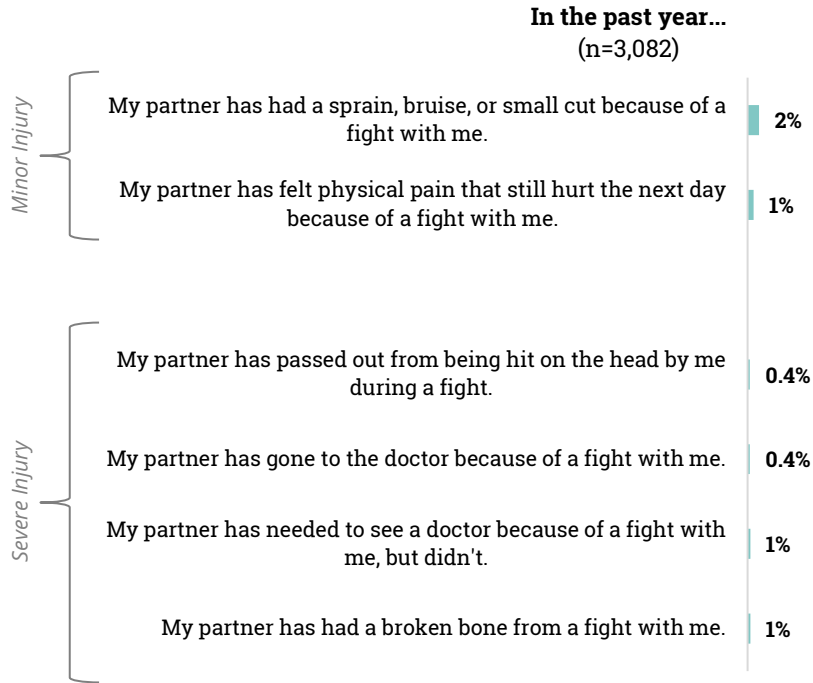 In the past year...
(n=3,082)
Minor Injury
My partner has had a sprain, bruise, or small cut because of a
fight with me.
2%
My partner has felt physical pain that still hurt the next day
because of a fight with me.
1%
Severe Injury
My partner has passed out from being hit on the head by me
during a fight.
0.4%
My partner has gone to the doctor because of a fight with me.
0.4%
My partner has needed to see a doctor because of a fight with
me, but didn't.
1%
My partner has had a broken bone from a fight with me.
1%